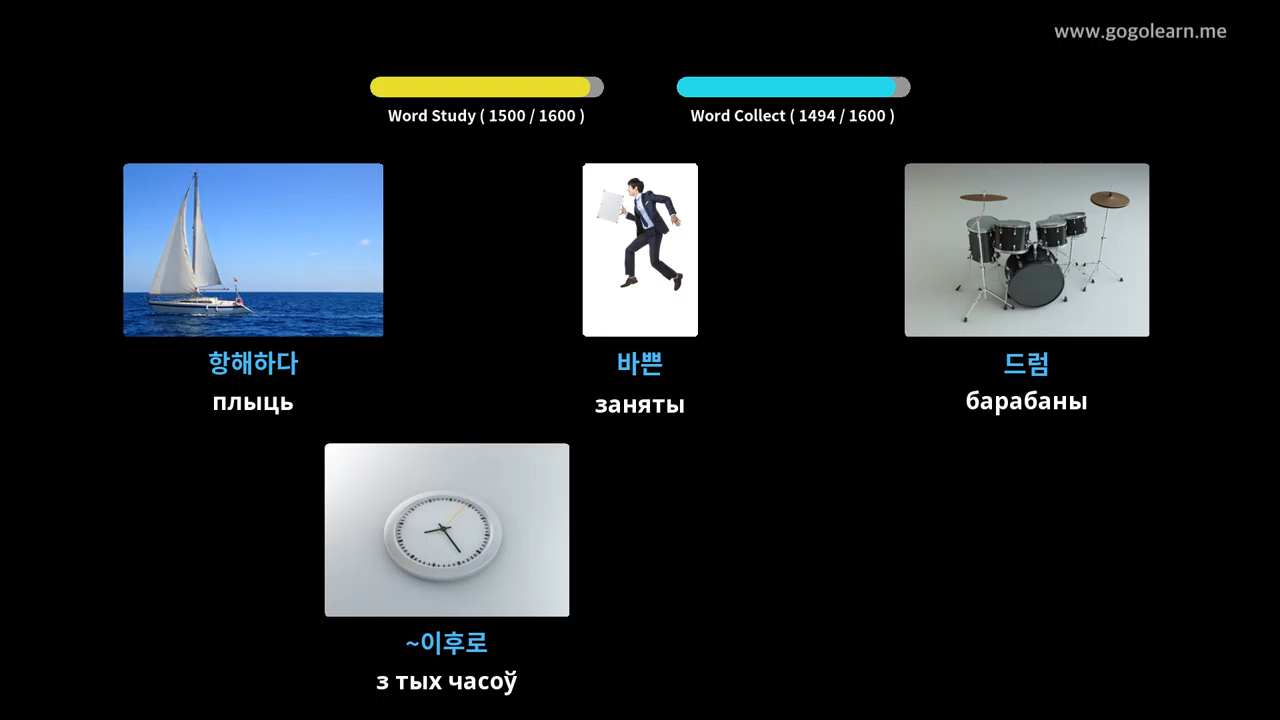 www.gogolearn.me
Word Study ( 1500 / 1600 )
Word Collect ( 1494 / 1600 )
항해하다
плыць
바쁜
заняты
드럼
барабаны
~이후로
з тых часоў